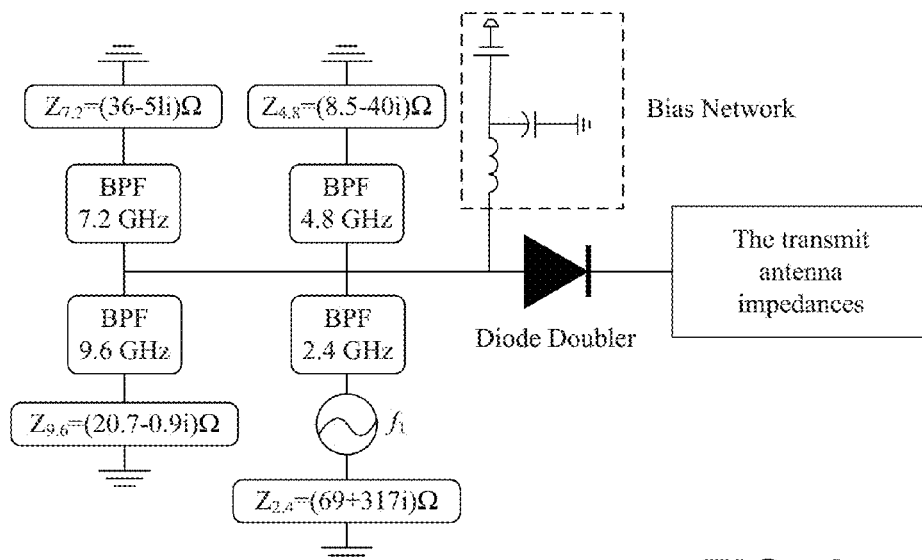 Z7.2=(36-51i)Ω
Z4.8=(8.5-40i)Ω
Bias Network
BPF
7.2 GHz
BPF
4.8 GHz
The transmit
antenna
impedances
BPF
9.6 GHz
BPF
2.4 GHz
Diode Doubler
Z9.6=(20.7-0.9i)Ω
f1
Z2.4=(69+317i)Ω